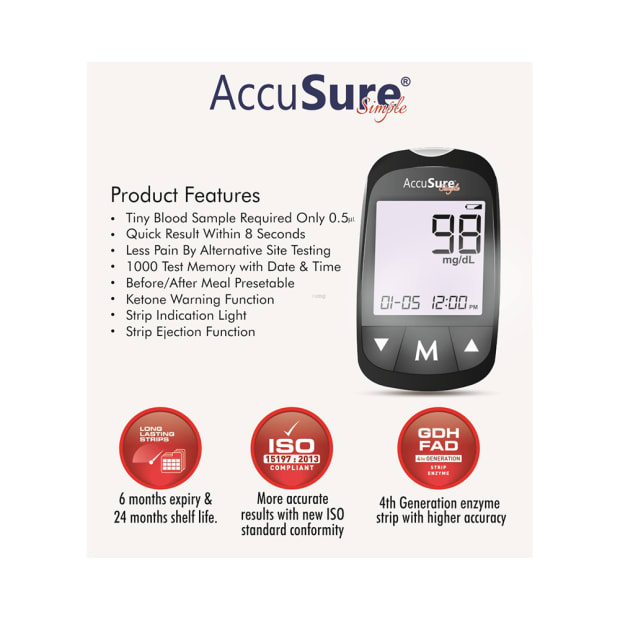 AccuSure®
Simple
Product Features
• Tiny Blood Sample Required Only 0.5µl
• Quick Result Within 8 Seconds
• Less Pain By Alternative Site Testing
• 1000 Test Memory with Date & Time
• Before/After Meal Presetable
• Ketone Warning Function
• Strip Indication Light
• Strip Ejection Function
AccuSure
Simple
98
mg/dL
01-05 12:00 PM
M
LONG
LASTING
STRIPS
6 months expiry &
24 months shelf life.
ISO
15197 : 2013
COMPLIANT
More accurate
results with new ISO
standard conformity
GDH
FAD
4th GENERATION
STRIP
ENZYME
4th Generation enzyme
strip with higher accuracy